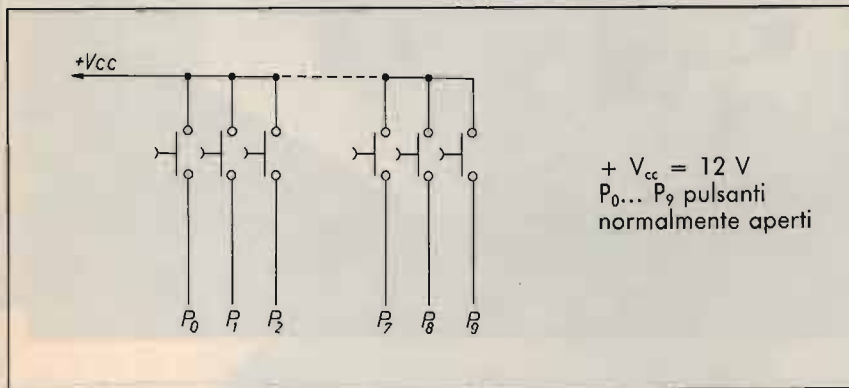 +Vcc
+ Vcc = 12 V
P0... P9 pulsanti
normalmente aperti
P0 P1 P2 P7 P8 P9